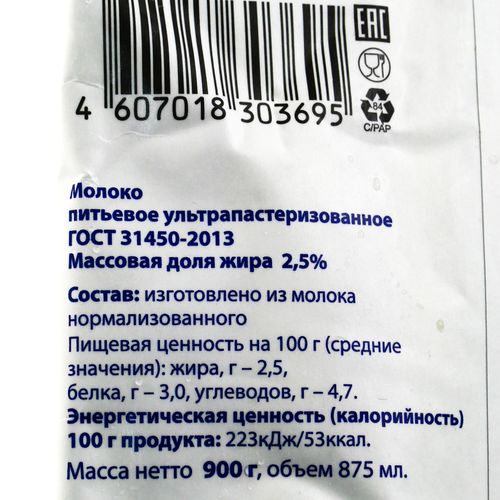 EAC
4 607018 303695
84
C/PAP
Молоко
питьевое ультрапастеризованное
ГОСТ 31450-2013
Массовая доля жира 2,5%
Состав: изготовлено из молока
нормализованного
Пищевая ценность на 100 г (средние
значения): жира, г – 2,5,
белка, г – 3,0, углеводов, г – 4,7.
Энергетическая ценность (калорийность)
100 г продукта: 223кДж/53ккал.
Масса нетто 900 г, объем 875 мл.